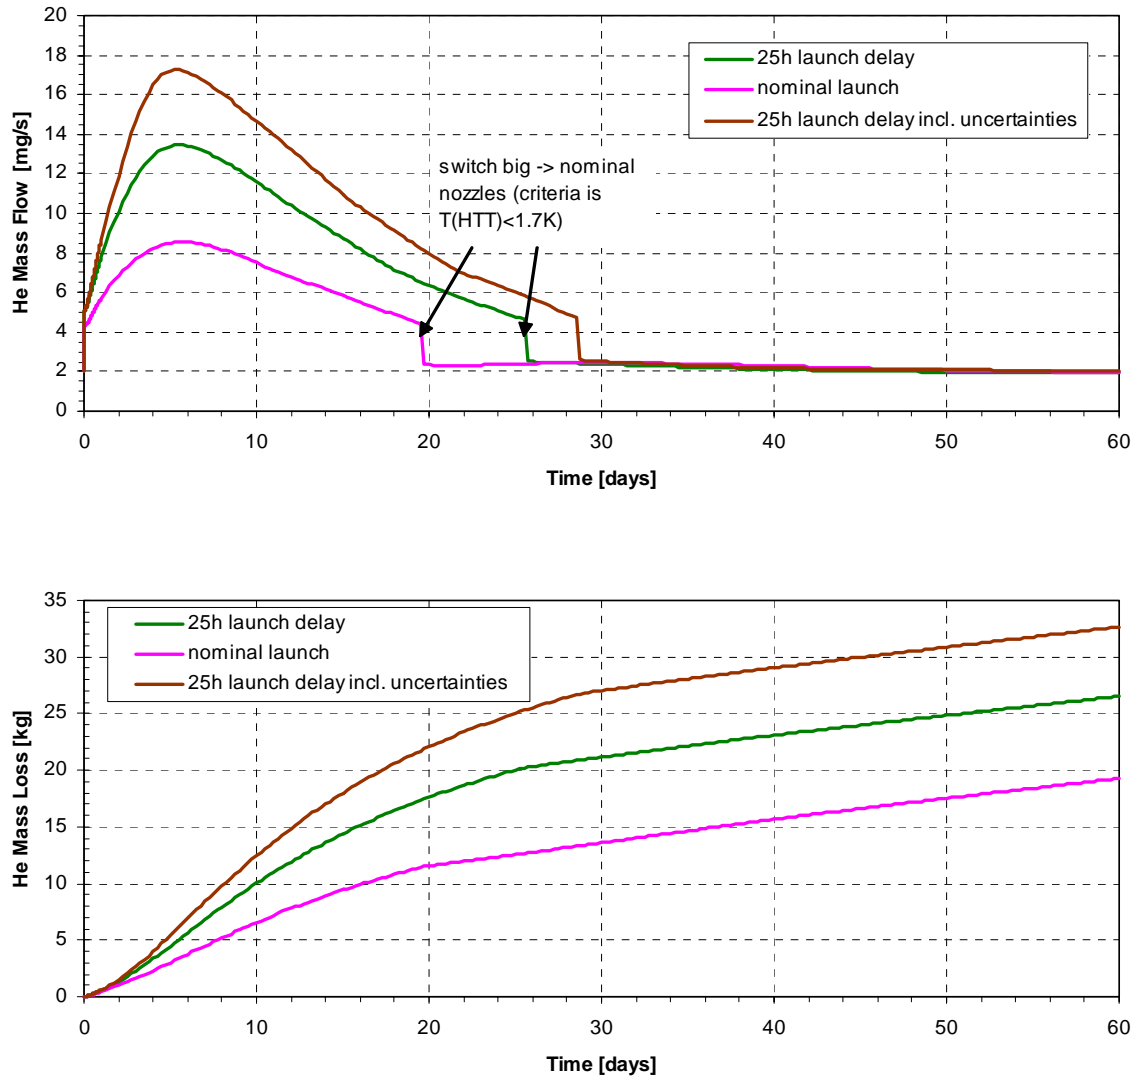 20
18
16
14
12
10
8
6
4
2
0
He Mass Flow [mg/s]
25h launch delay
nominal launch
25h launch delay incl. uncertainties
switch big -> nominal
nozzles (criteria is
T(HTT)<1.7K)
0 10 20 30 40 50 60
Time [days]
35
30
25
20
15
10
5
0
He Mass Loss [kg]
25h launch delay
nominal launch
25h launch delay incl. uncertainties
0 10 20 30 40 50 60
Time [days]